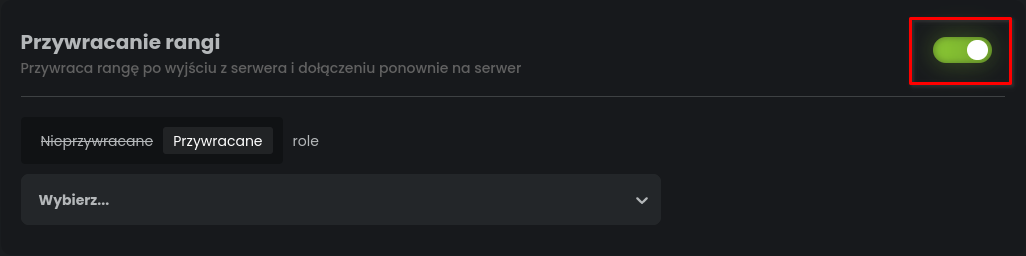 Przywracanie rangi
Przywraca rangę po wyjściu z serwera i dołączeniu ponownie na serwer
Nieprzywracane Przywracane role
Wybierz...